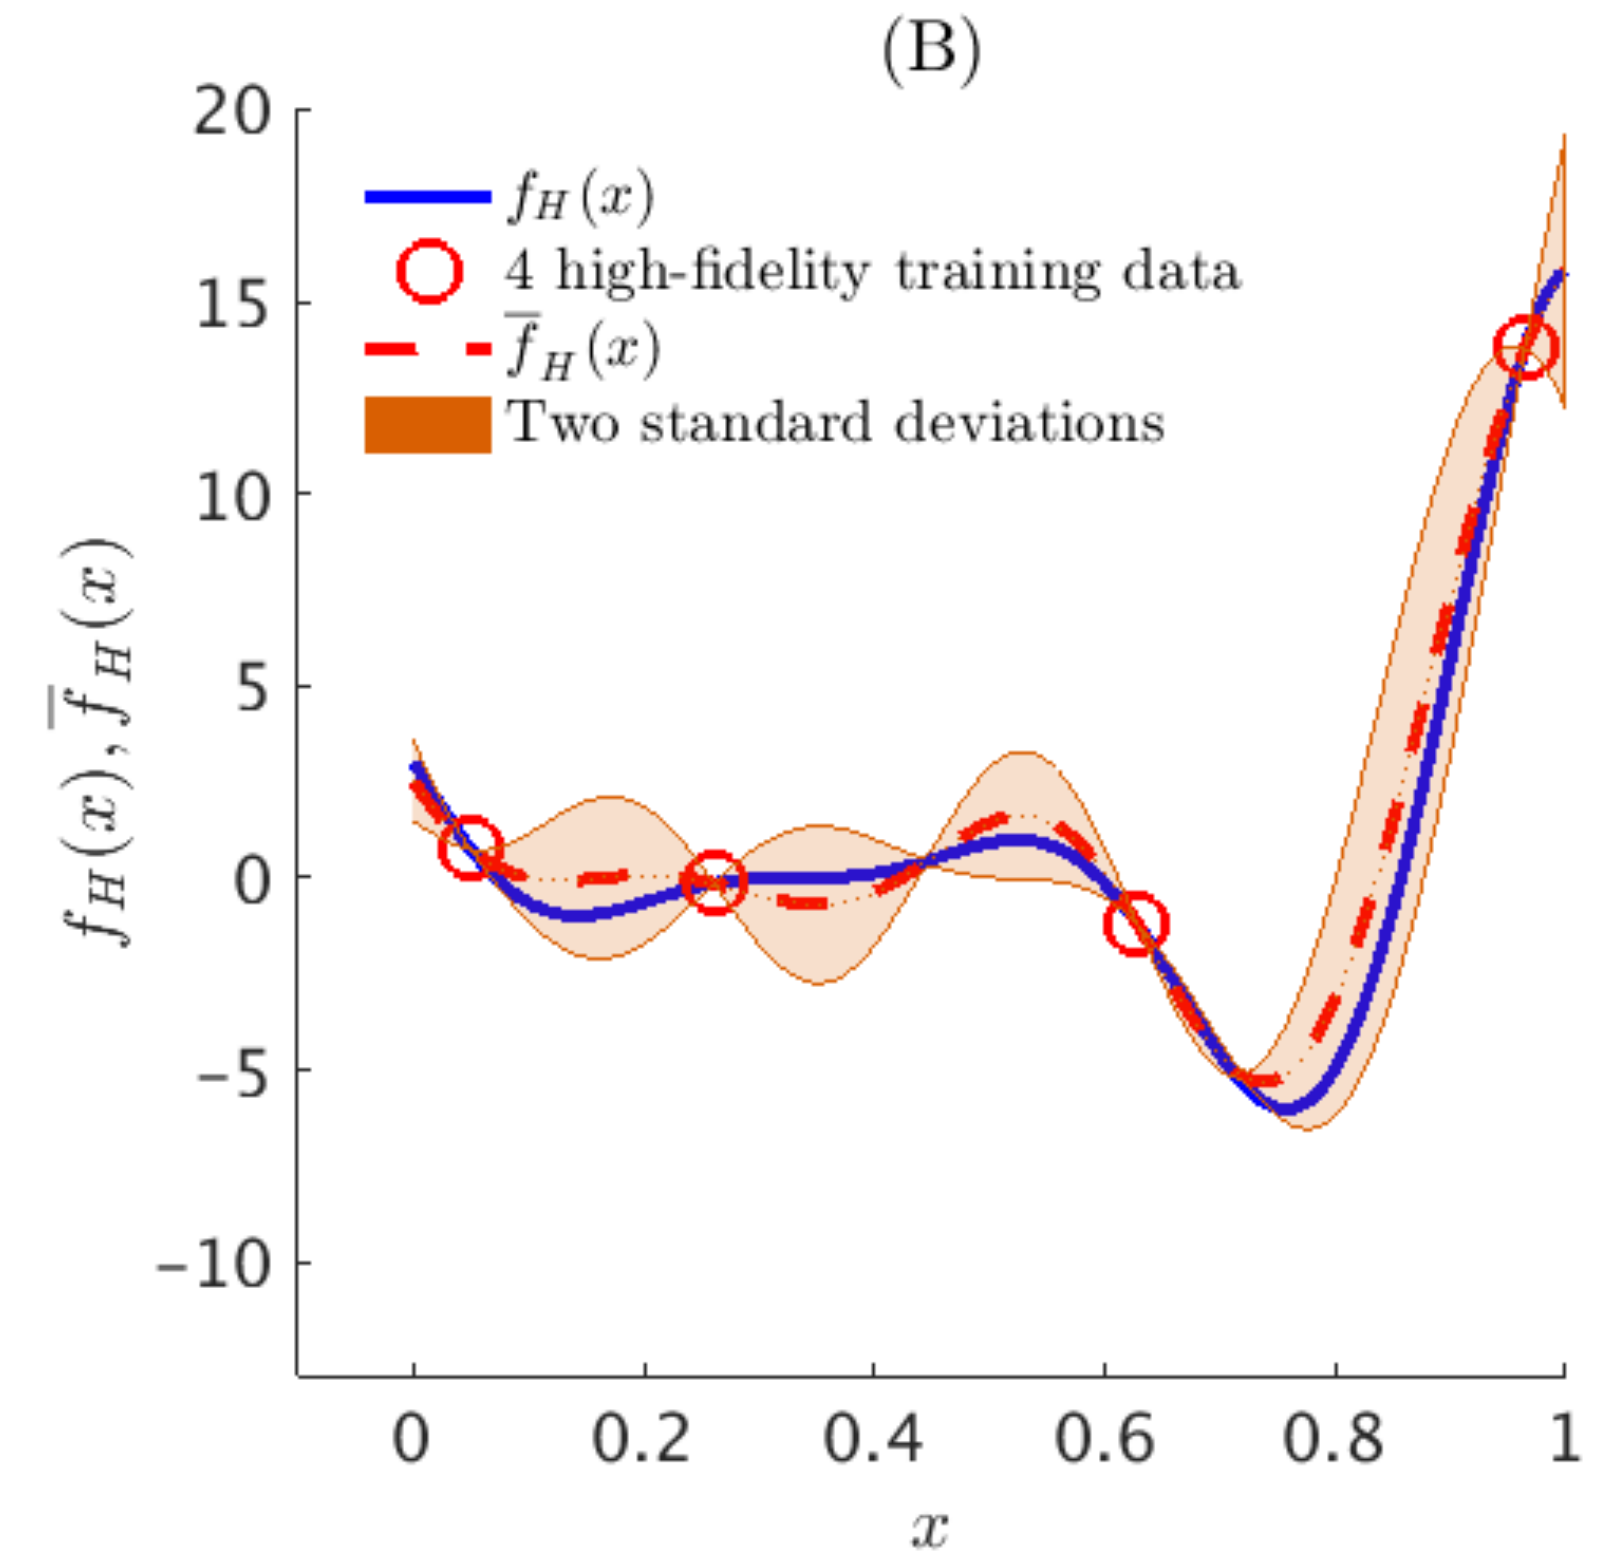 (B)
20
15
10
5
0
−5
−10
f_H(x)
4 high-fidelity training data
f̅_H(x)
Two standard deviations
f_H(x), f̅_H(x)
0 0.2 0.4 0.6 0.8 1
x